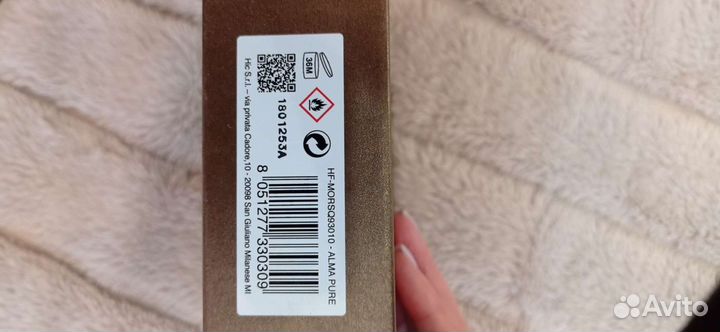 36M
1801253A
HF-MORSQ93010 - ALMA PURE
8 051277 330309
Hic S.r.l. – via privata Cadore,10 - 20098 San Giuliano Milanese MI
Avito